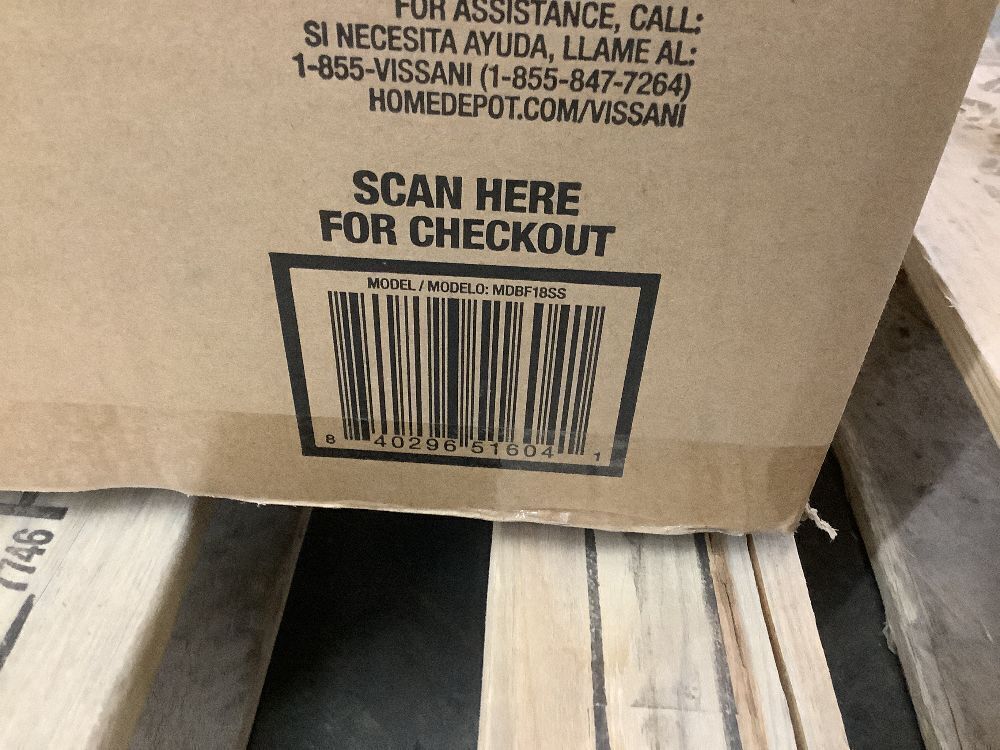 FOR ASSISTANCE, CALL:
SI NECESITA AYUDA, LLAME AL:
1-855-VISSANI (1-855-847-7264)
HOMEDEPOT.COM/VISSANI
SCAN HERE
FOR CHECKOUT
MODEL / MODELO: MDBF18SS
8 40296 51604 1
7746